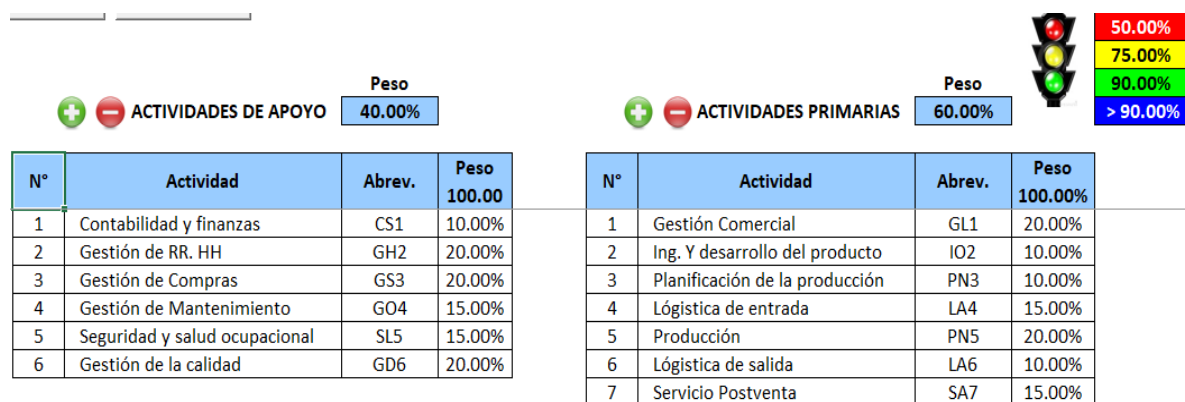 50.00%
75.00%
90.00%
> 90.00%
Peso
ACTIVIDADES DE APOYO 40.00%
N° Actividad Abrev. Peso 100.00
1 Contabilidad y finanzas CS1 10.00%
2 Gestión de RR. HH GH2 20.00%
3 Gestión de Compras GS3 20.00%
4 Gestión de Mantenimiento GO4 15.00%
5 Seguridad y salud ocupacional SL5 15.00%
6 Gestión de la calidad GD6 20.00%
Peso
ACTIVIDADES PRIMARIAS 60.00%
N° Actividad Abrev. Peso 100.00%
1 Gestión Comercial GL1 20.00%
2 Ing. Y desarrollo del producto IO2 10.00%
3 Planificación de la producción PN3 10.00%
4 Lógistica de entrada LA4 15.00%
5 Producción PN5 20.00%
6 Lógistica de salida LA6 10.00%
7 Servicio Postventa SA7 15.00%